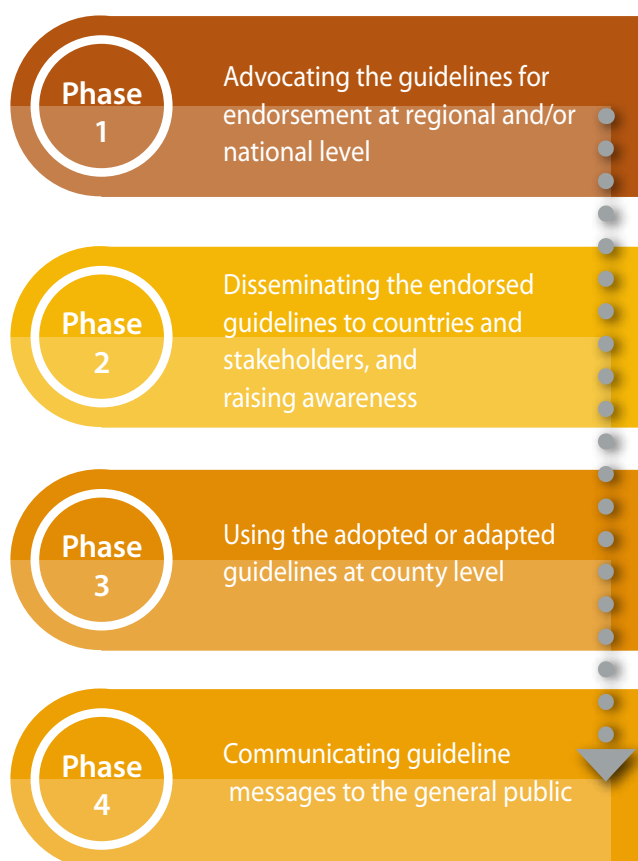 Phase
1
Advocating the guidelines for
endorsement at regional and/or
national level
Phase
2
Disseminating the endorsed
guidelines to countries and
stakeholders, and
raising awareness
Phase
3
Using the adopted or adapted
guidelines at county level
Phase
4
Communicating guideline
messages to the general public